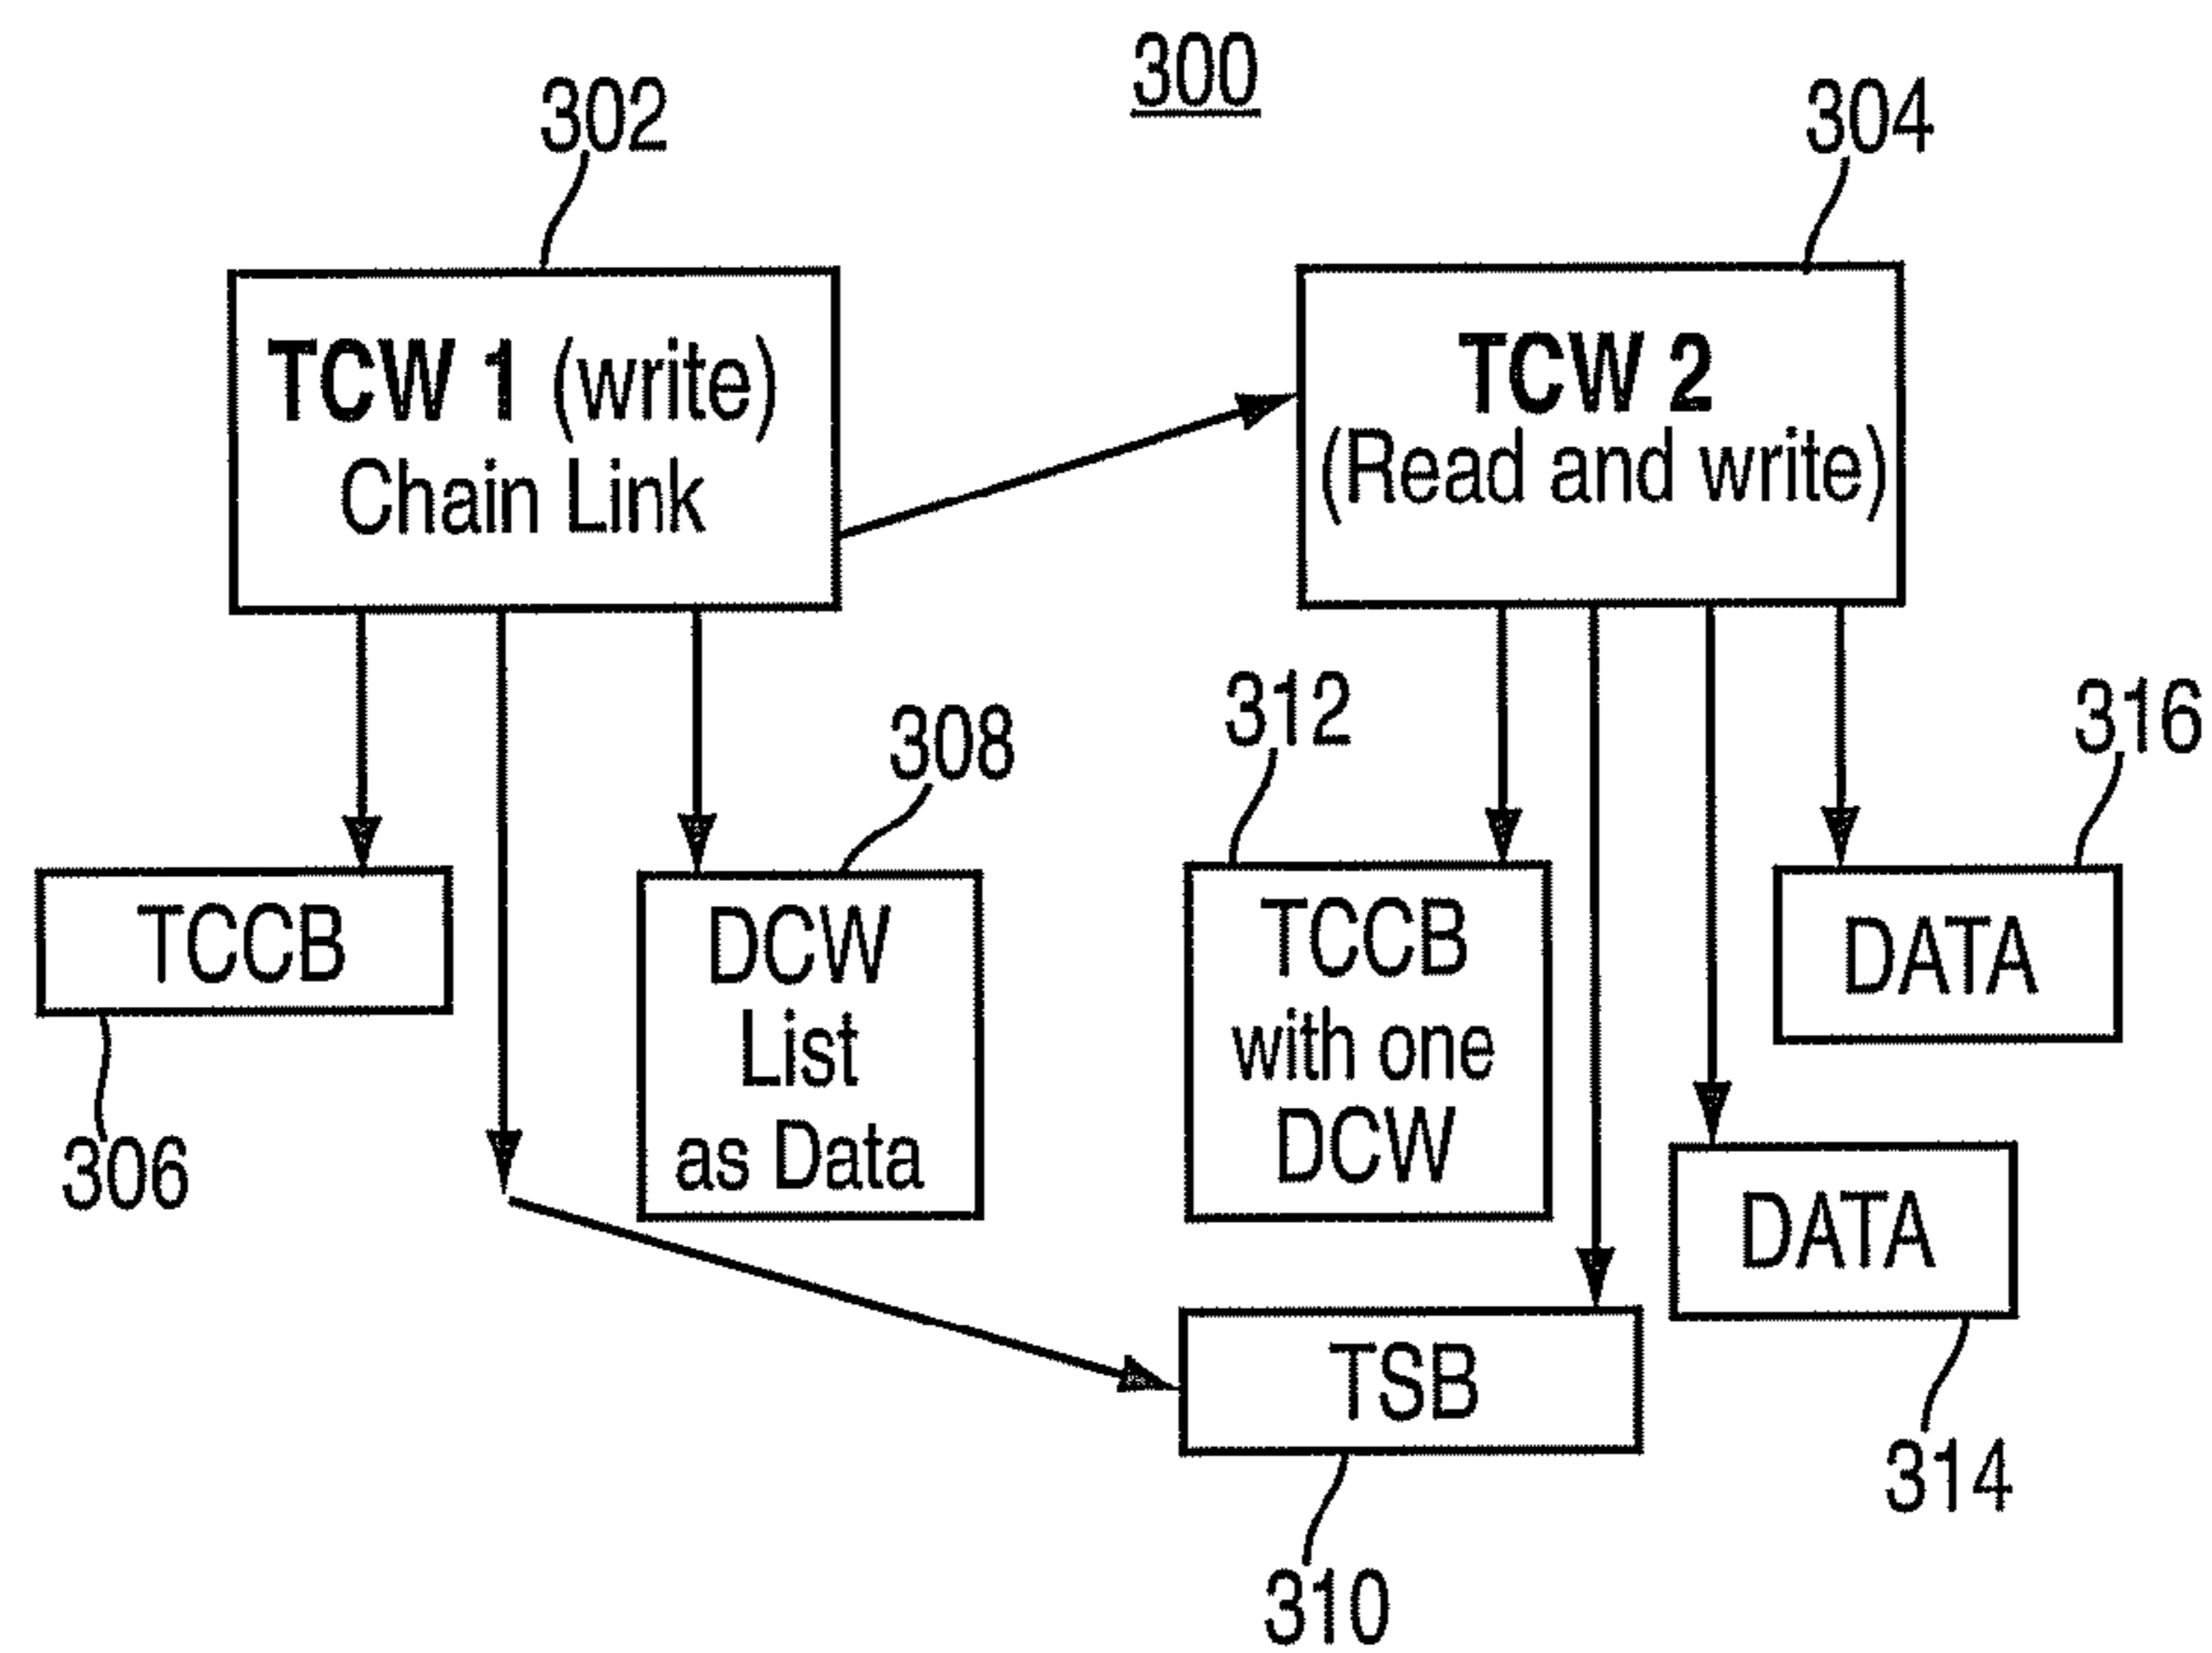 300
302
304
TCW 1 (write)
Chain Link
TCW 2
(Read and write)
308
312
316
TCCB
DCW
List
as Data
TCCB
with one
DCW
DATA
306
DATA
TSB
314
310